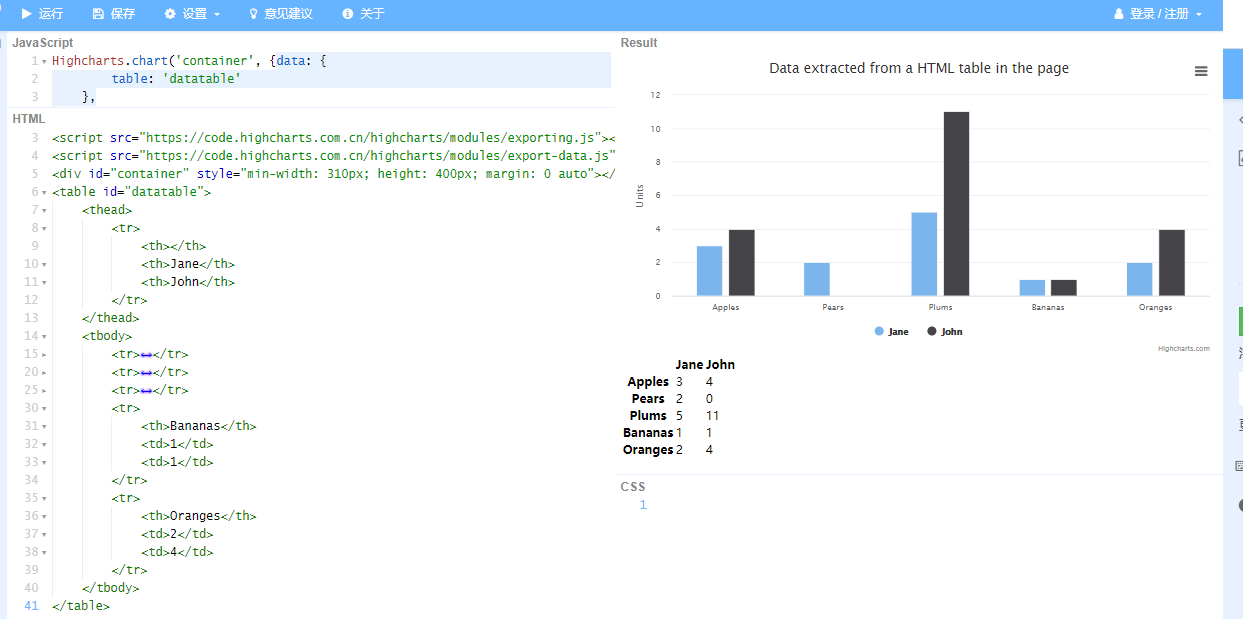 运行 保存 设置 意见建议 关于 登录 / 注册
JavaScript
1 Highcharts.chart('container', {data: {
2 table: 'datatable'
3 },
HTML
3 <script src="https://code.highcharts.com.cn/highcharts/modules/exporting.js"><
4 <script src="https://code.highcharts.com.cn/highcharts/modules/export-data.js"
5 <div id="container" style="min-width: 310px; height: 400px; margin: 0 auto"></
6 <table id="datatable">
7 <thead>
8 <tr>
9 <th></th>
10 <th>Jane</th>
11 <th>John</th>
12 </tr>
13 </thead>
14 <tbody>
15 <tr>↔</tr>
20 <tr>↔</tr>
25 <tr>↔</tr>
30 <tr>
31 <th>Bananas</th>
32 <td>1</td>
33 <td>1</td>
34 </tr>
35 <tr>
36 <th>Oranges</th>
37 <td>2</td>
38 <td>4</td>
39 </tr>
40 </tbody>
41 </table>
Result
Data extracted from a HTML table in the page
12
10
8
6
4
2
0
Units
Apples Pears Plums Bananas Oranges
Jane John
Highcharts.com
Jane John
Apples 3 4
Pears 2 0
Plums 5 11
Bananas 1 1
Oranges 2 4
CSS
1